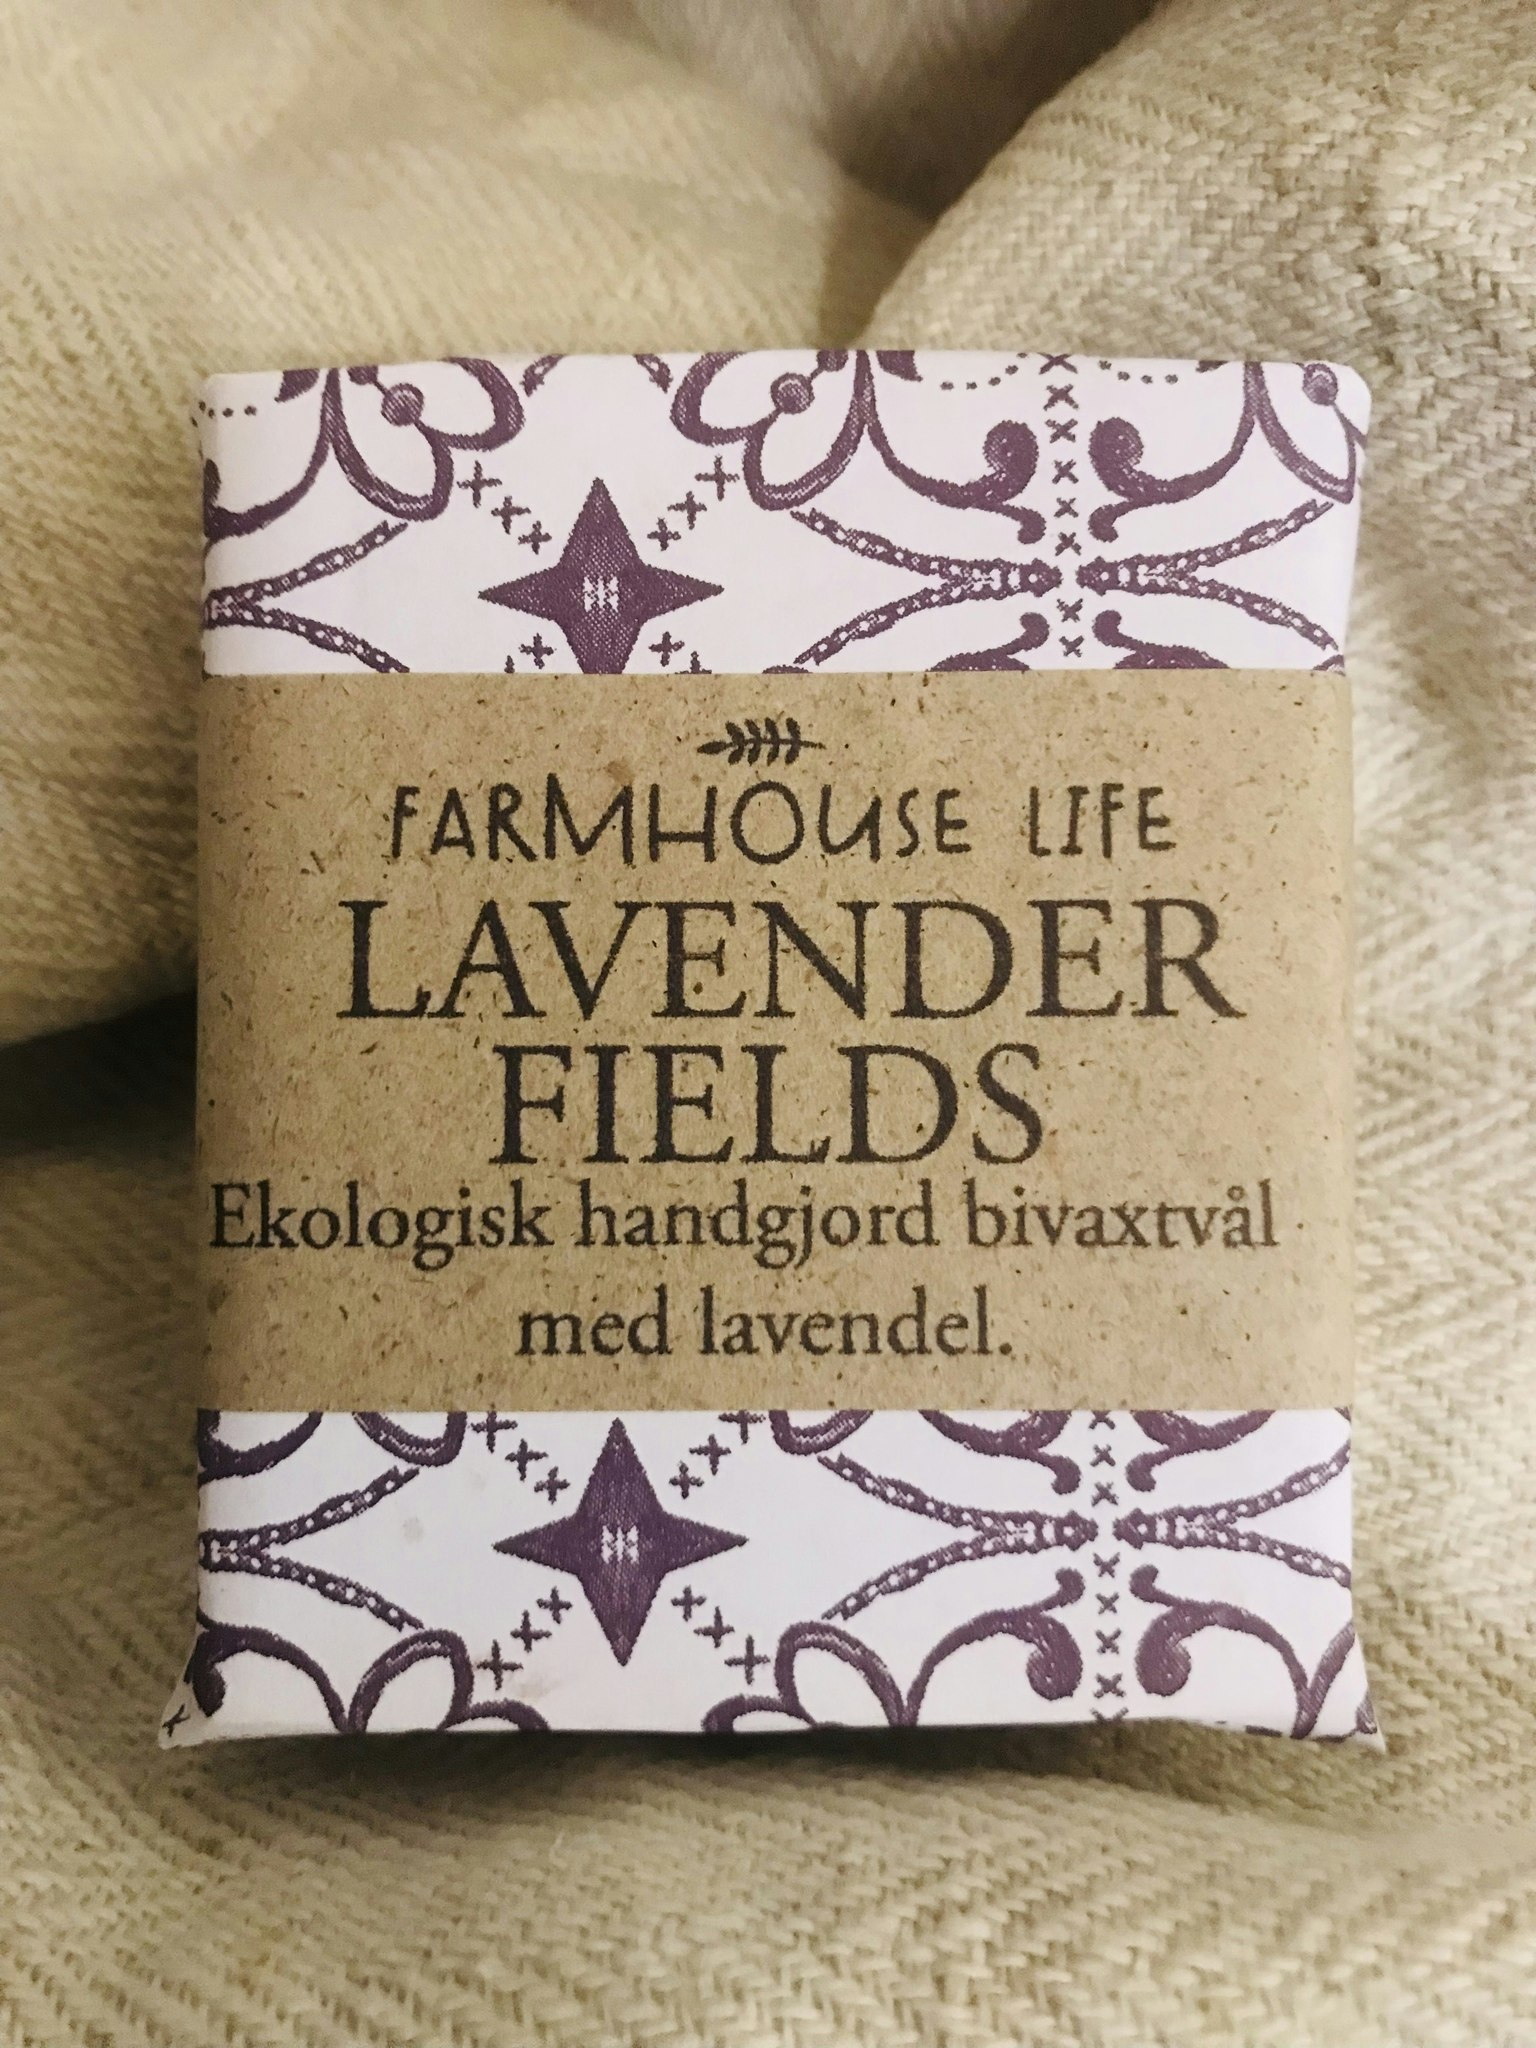 FARMHOUSE LIFE
LAVENDER
FIELDS
Ekologisk handgjord bivaxtvål
med lavendel.